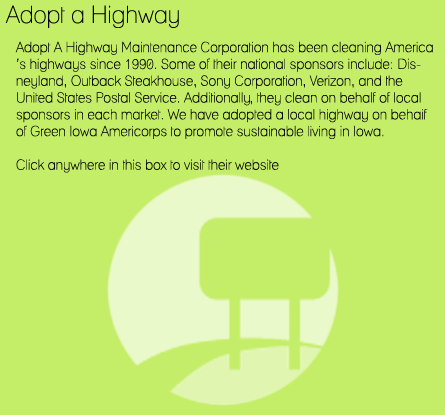 Adopt a Highway
Adopt A Highway Maintenance Corporation has been cleaning America
's highways since 1990. Some of their national sponsors include: Dis-
neyland, Outback Steakhouse, Sony Corporation, Verizon, and the
United States Postal Service. Additionally, they clean on behalf of local
sponsors in each market. We have adopted a local highway on behalf
of Green Iowa Americorps to promote sustainable living in Iowa.
Click anywhere in this box to visit their website